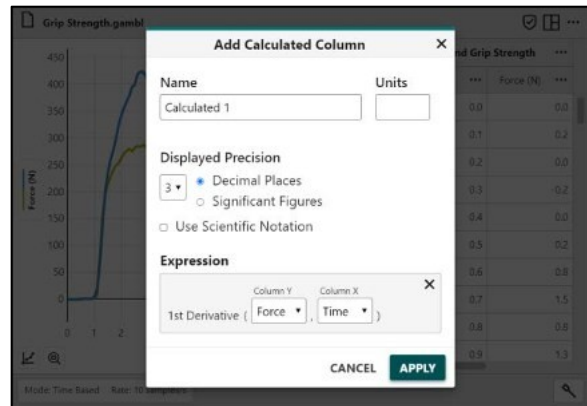 Grip Strength.gambl
Add Calculated Column
Name
Units
Calculated 1
Displayed Precision
3
Decimal Places
Significant Figures
Use Scientific Notation
Expression
Column Y
Column X
1st Derivative ( Force , Time )
CANCEL
APPLY
nd Grip Strength
Force (N)
0.0 0.0
0.1 0.2
0.2 0.0
0.3 -0.2
0.4 0.0
0.5 0.2
0.6 0.8
0.7 1.5
0.8 0.8
0.9 1.3
Force (N)
450
400
350
300
250
200
150
100
50
0
0 1 2
Mode: Time Based Rate: 10